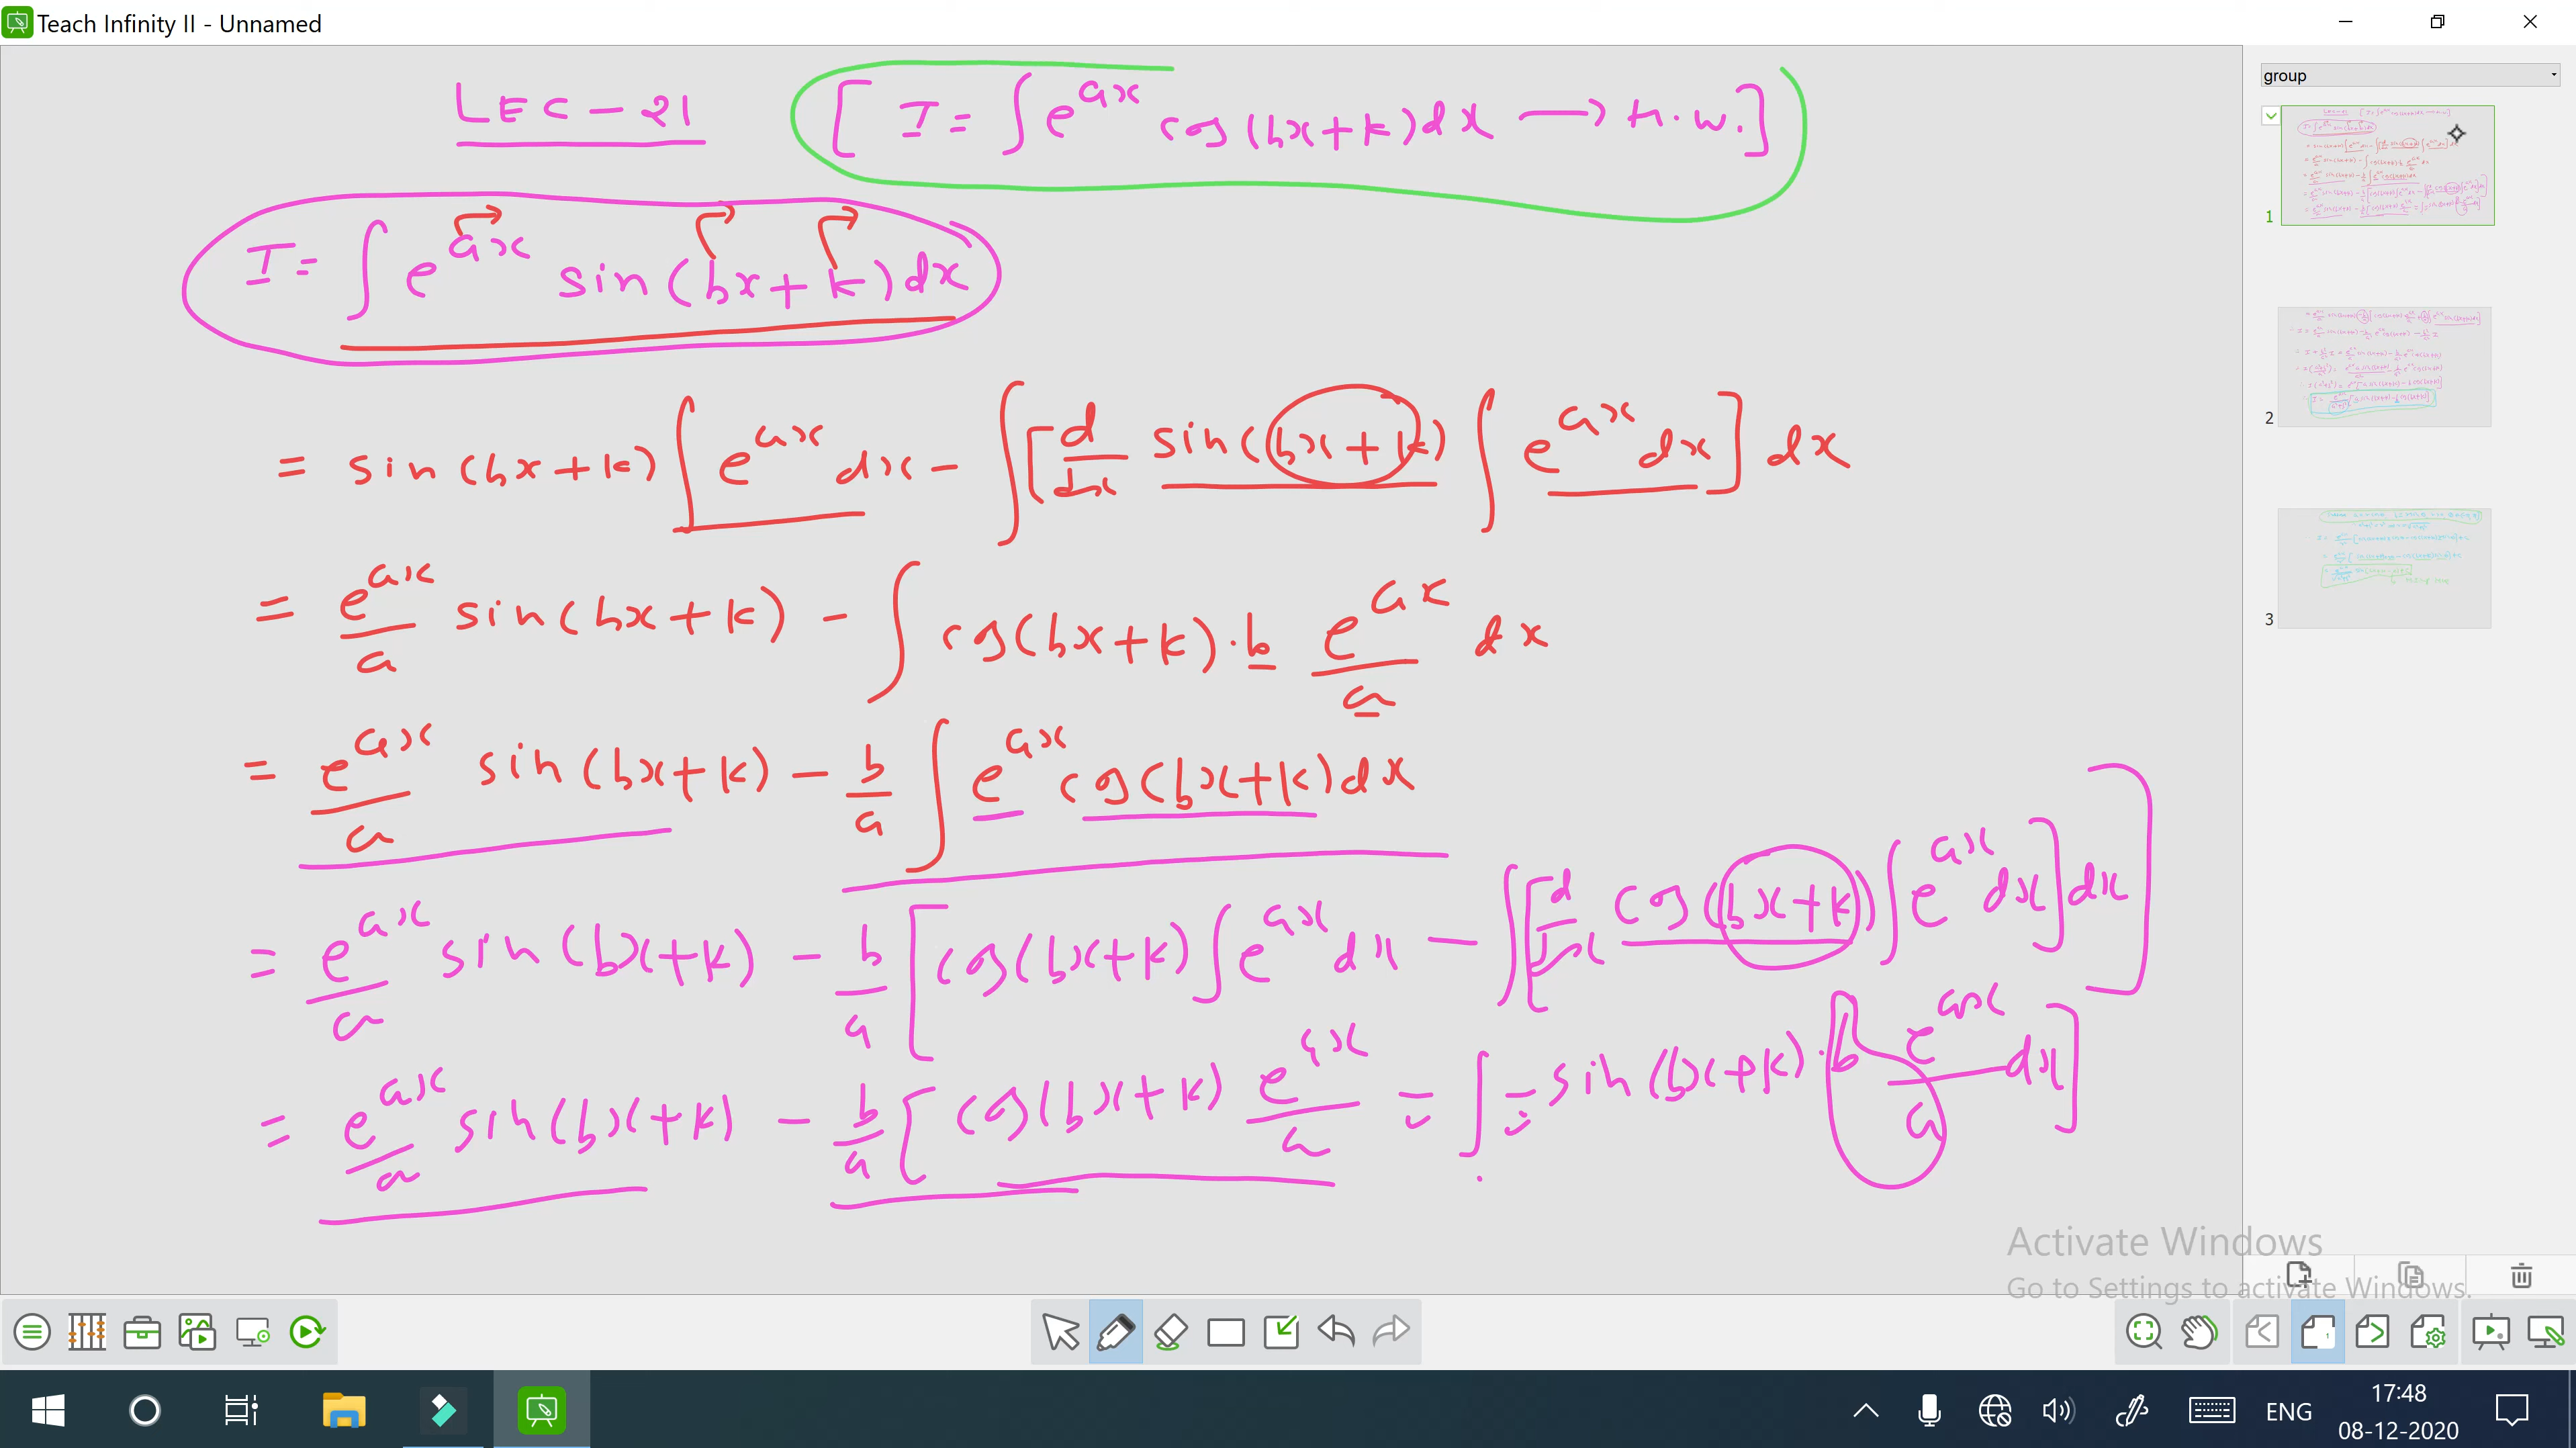 Teach Infinity II - Unnamed
group
LEC - 21 [ I = ∫ e^{ax} cos(bx+k)dx → H.W. ]
I = ∫ e^{ax} sin(bx+k)dx
= sin(bx+k) ∫ e^{ax} dx - ∫ [ d/dx sin(bx+k) ∫ e^{ax} dx ] dx
= e^{ax}/a sin(bx+k) - ∫ cos(bx+k)·b e^{ax}/a dx
= e^{ax}/a sin(bx+k) - b/a ∫ e^{ax} cos(bx+k)dx
= e^{ax}/a sin(bx+k) - b/a [ cos(bx+k) ∫ e^{ax} dx - ∫ [ d/dx cos(bx+k) ∫ e^{ax} dx ] dx ]
= e^{ax}/a sin(bx+k) - b/a [ cos(bx+k) e^{ax}/a - ∫ - sin(bx+k)·b e^{ax}/a dx ]
1
2
3
Activate Windows
Go to Settings to activate Windows.
ENG
17:48
08-12-2020